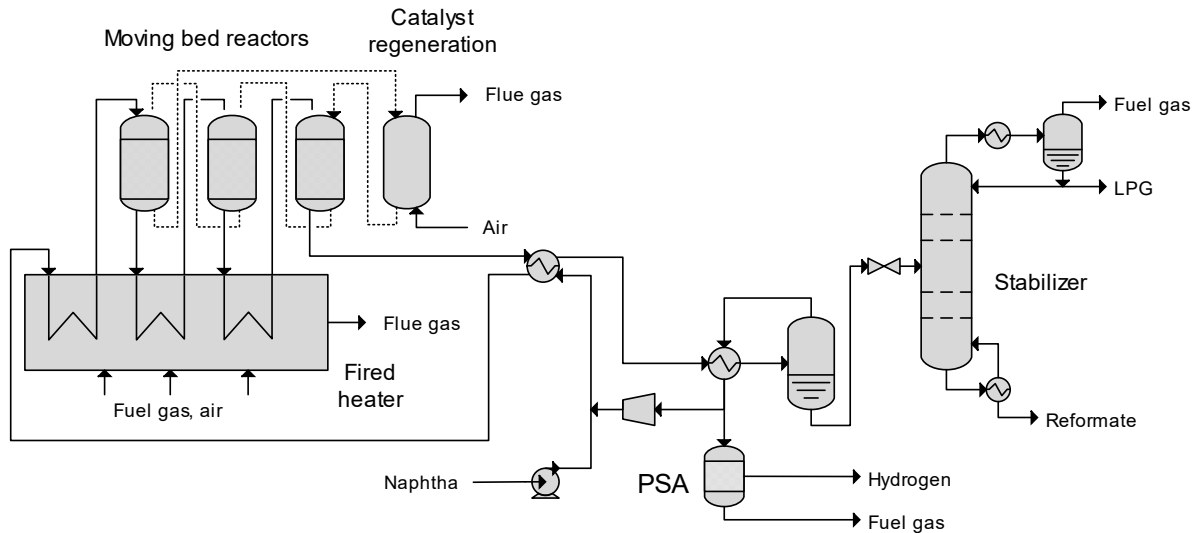 Moving bed reactors
Catalyst
regeneration
Flue gas
Fuel gas
LPG
Air
Stabilizer
Flue gas
Fired
heater
Fuel gas, air
Reformate
Naphtha
PSA
Hydrogen
Fuel gas